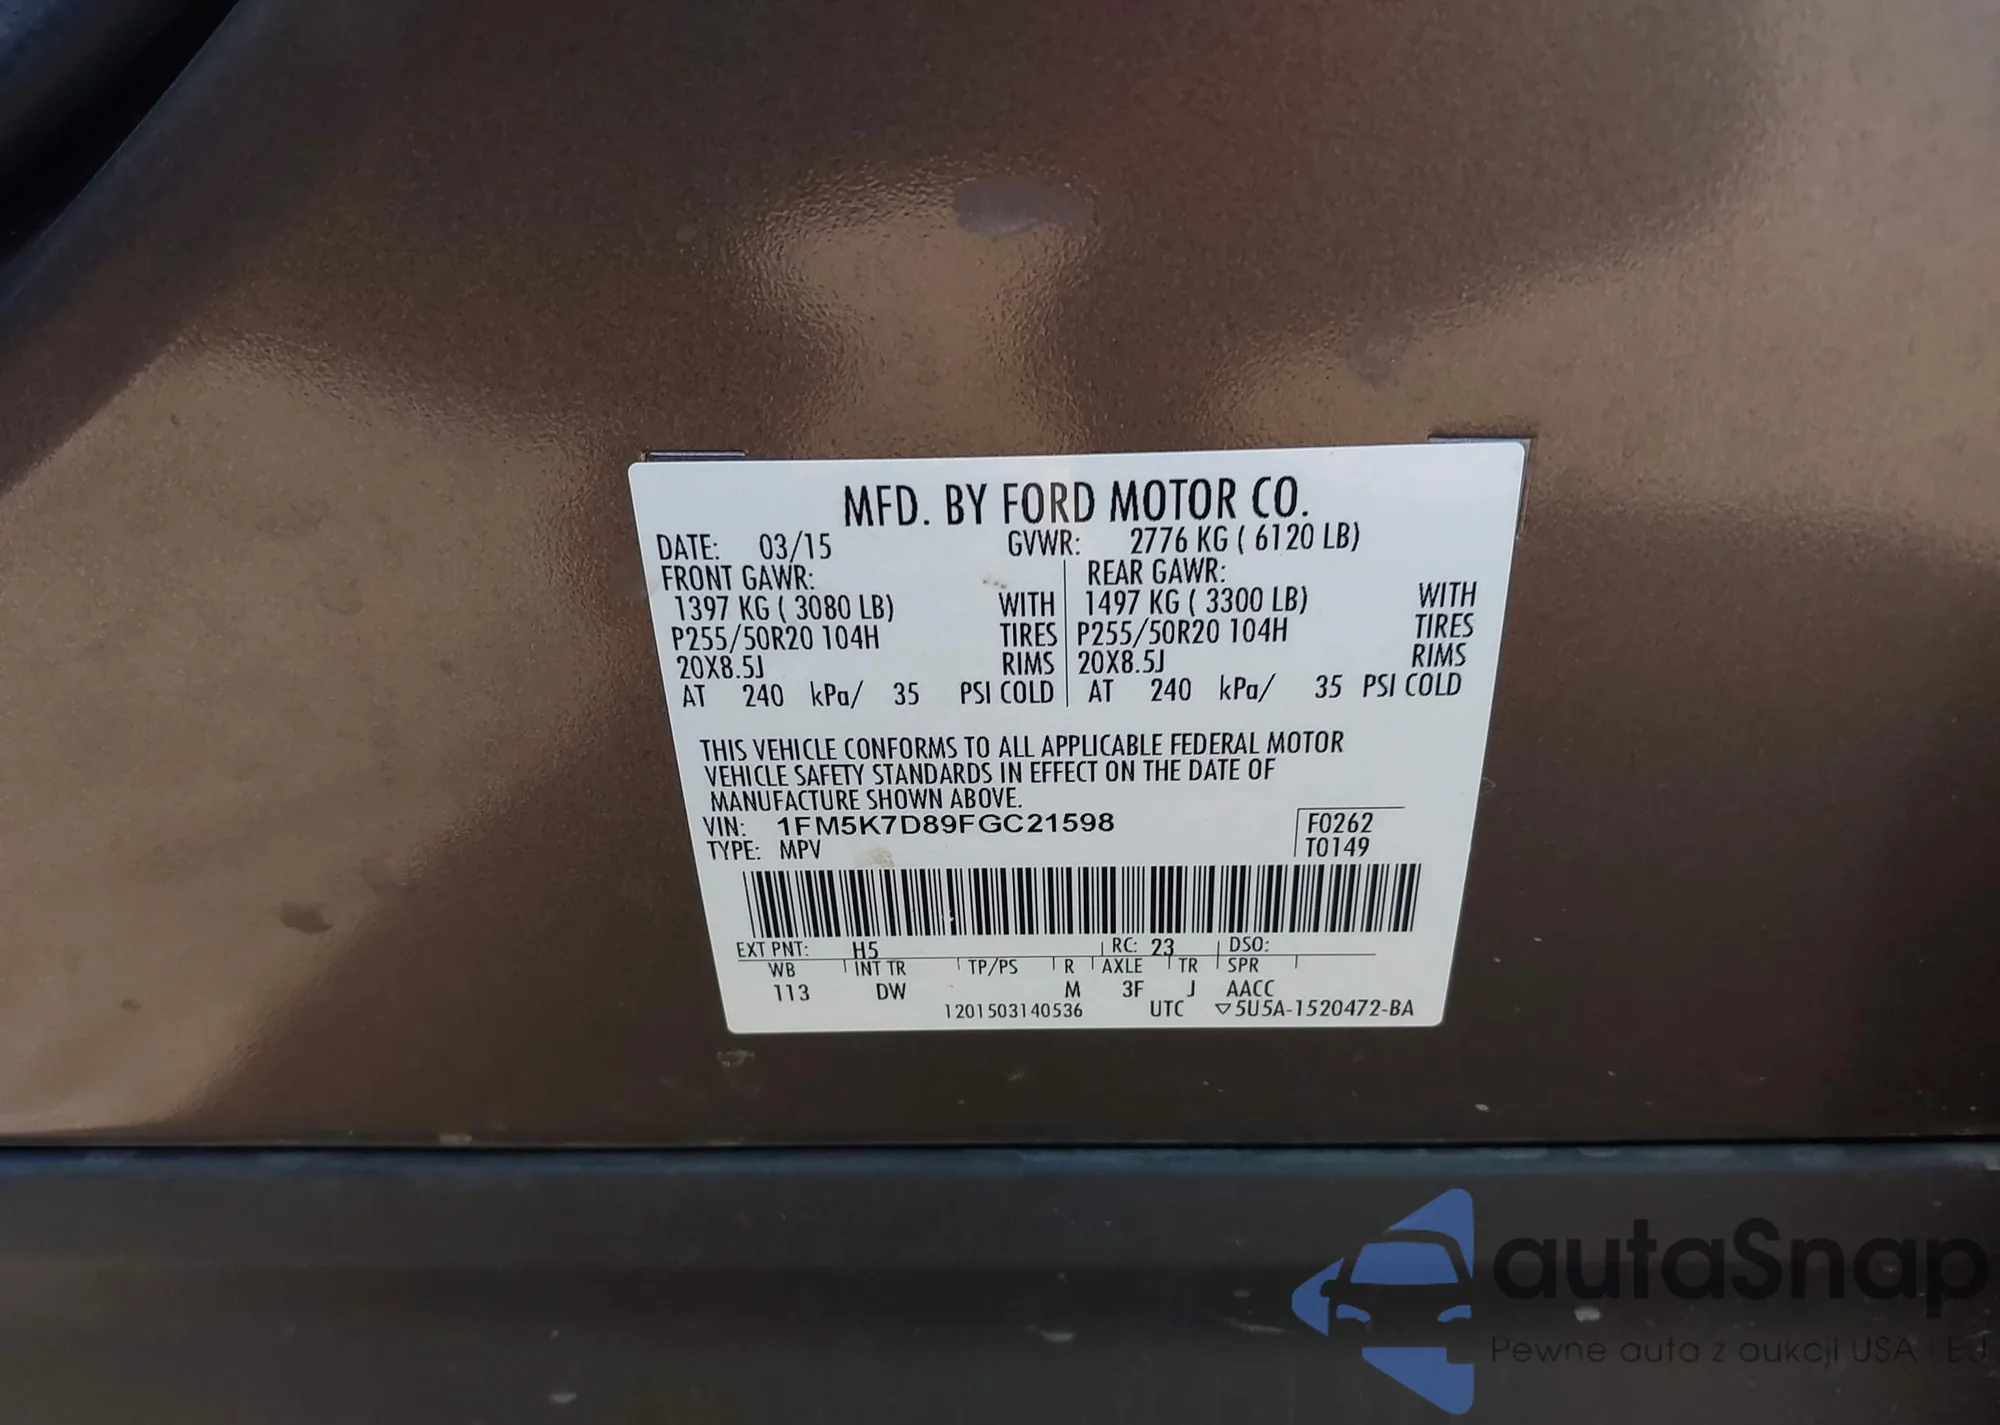 MFD. BY FORD MOTOR CO.
DATE: 03/15 GVWR: 2776 KG ( 6120 LB)
FRONT GAWR: REAR GAWR:
1397 KG ( 3080 LB) WITH 1497 KG ( 3300 LB) WITH
P255/50R20 104H TIRES P255/50R20 104H TIRES
20X8.5J RIMS 20X8.5J RIMS
AT 240 kPa/ 35 PSI COLD AT 240 kPa/ 35 PSI COLD
THIS VEHICLE CONFORMS TO ALL APPLICABLE FEDERAL MOTOR
VEHICLE SAFETY STANDARDS IN EFFECT ON THE DATE OF
MANUFACTURE SHOWN ABOVE.
VIN: 1FM5K7D89FGC21598 F0262
TYPE: MPV T0149
EXT PNT: H5 RC: 23 DSO:
WB INT TR TP/PS R AXLE TR SPR
113 DW M 3F J AACC
1201503140536 UTC ▽5U5A-1520472-BA
autaSnap
Pewne auta z aukcji USA i EU